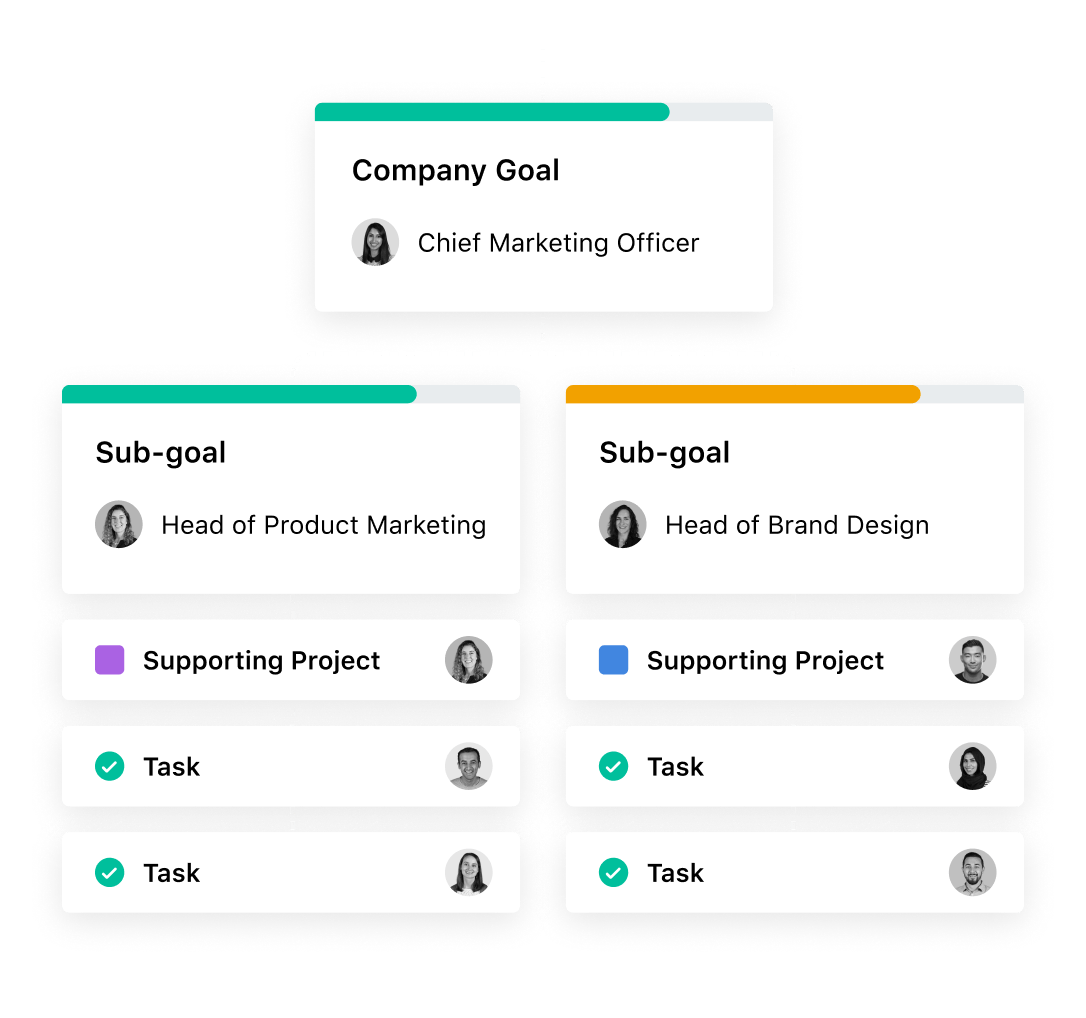 Company Goal
Chief Marketing Officer
Sub-goal
Head of Product Marketing
Supporting Project
Task
Task
Sub-goal
Head of Brand Design
Supporting Project
Task
Task